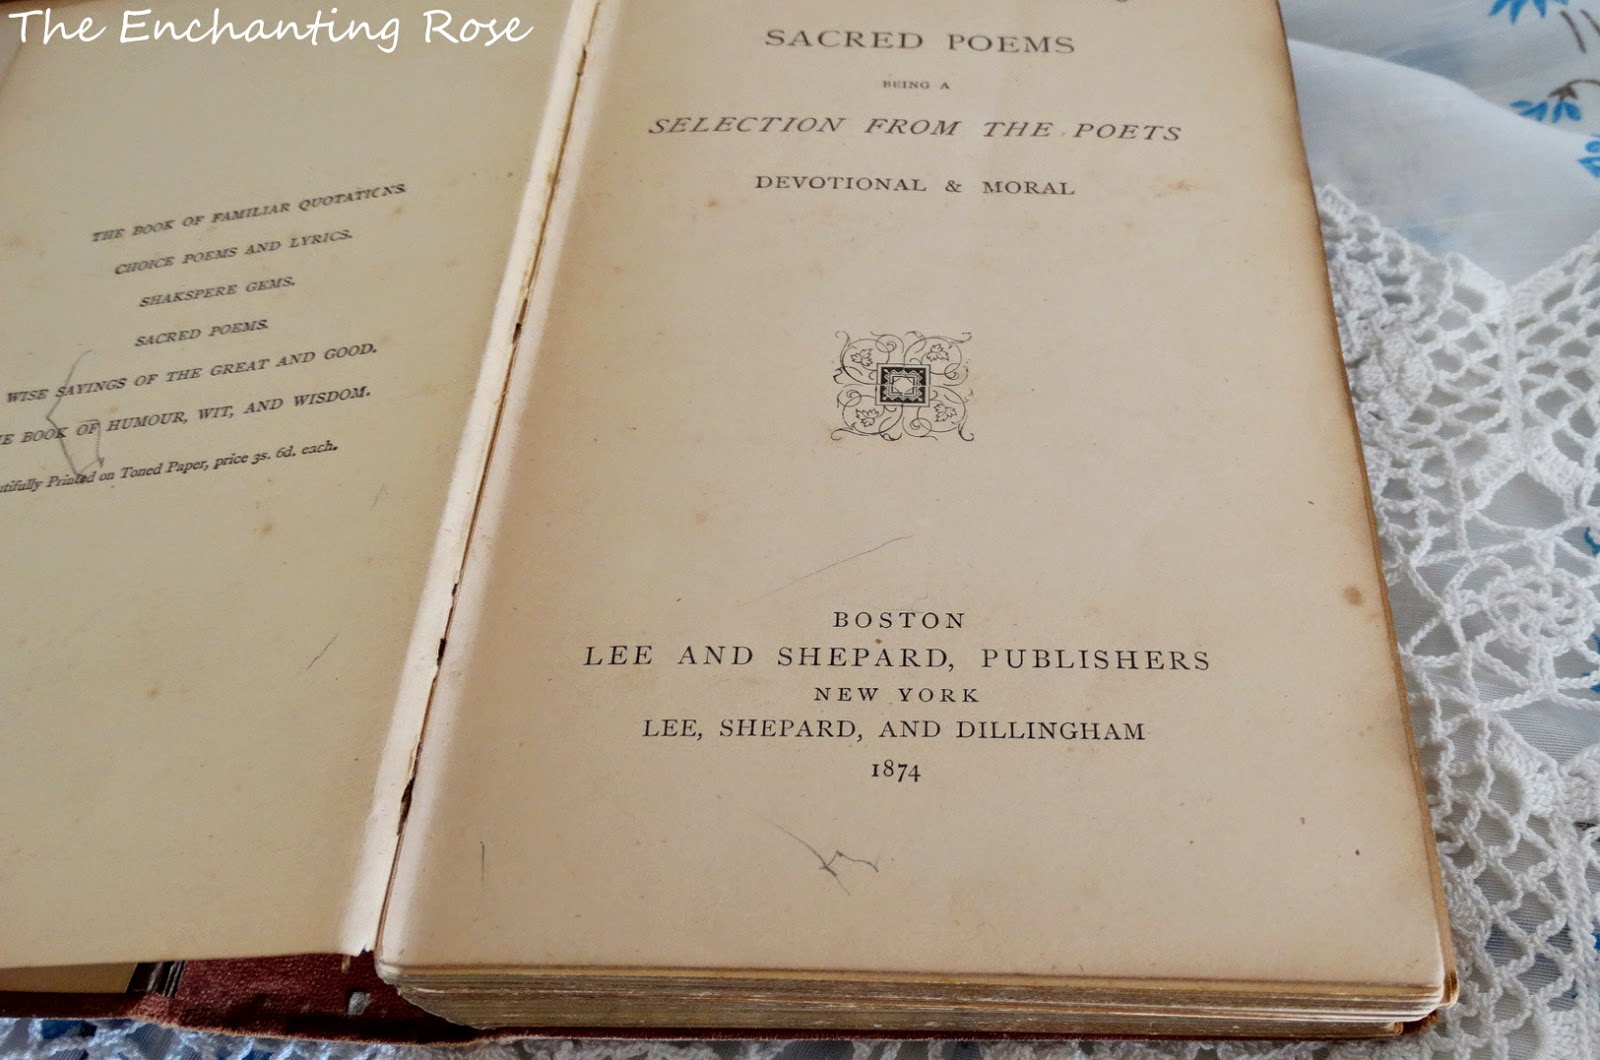 The Enchanting Rose
THE BOOK OF FAMILIAR QUOTATIONS.
CHOICE POEMS AND LYRICS.
SHAKSPERE GEMS.
SACRED POEMS.
WISE SAYINGS OF THE GREAT AND GOOD.
BOOK OF HUMOUR, WIT, AND WISDOM.
Printed on Toned Paper, price 3s. 6d. each.
SACRED POEMS
BEING A
SELECTION FROM THE POETS
DEVOTIONAL & MORAL
BOSTON
LEE AND SHEPARD, PUBLISHERS
NEW YORK
LEE, SHEPARD, AND DILLINGHAM
1874